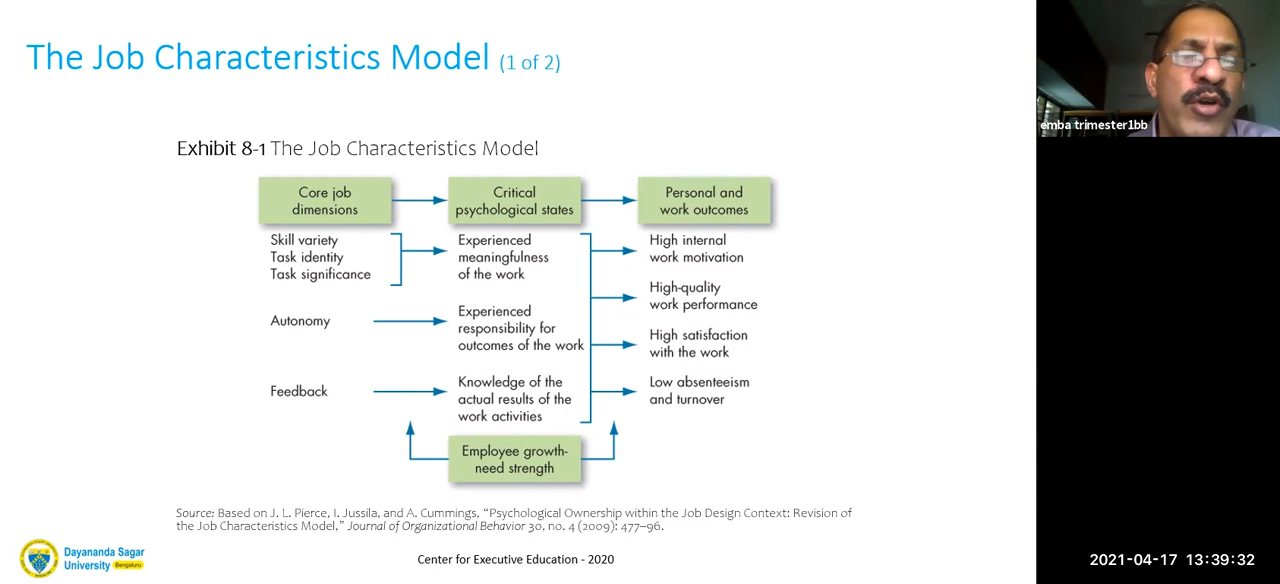 The Job Characteristics Model (1 of 2)
emba trimester1bb
Exhibit 8-1 The Job Characteristics Model
Core job
dimensions
Critical
psychological states
Personal and
work outcomes
Skill variety
Task identity
Task significance
Experienced
meaningfulness
of the work
High internal
work motivation
High-quality
work performance
Autonomy
Experienced
responsibility for
outcomes of the work
High satisfaction
with the work
Feedback
Knowledge of the
actual results of the
work activities
Low absenteeism
and turnover
Employee growth-
need strength
Source: Based on J. L. Pierce, I. Jussila, and A. Cummings, “Psychological Ownership within the Job Design Context: Revision of
the Job Characteristics Model,” Journal of Organizational Behavior 30, no. 4 (2009): 477–96.
Dayananda Sagar
University Bengaluru
Center for Executive Education - 2020
2021-04-17 13:39:32